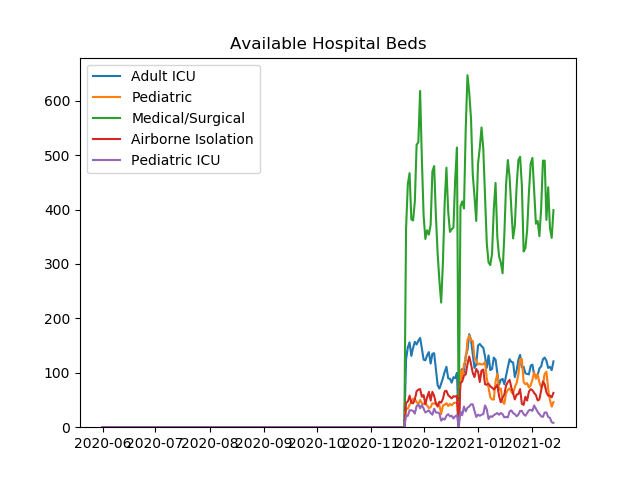 Available Hospital Beds
Adult ICU
Pediatric
Medical/Surgical
Airborne Isolation
Pediatric ICU
600
500
400
300
200
100
0
2020-06 2020-07 2020-08 2020-09 2020-10 2020-11 2020-12 2021-01 2021-02